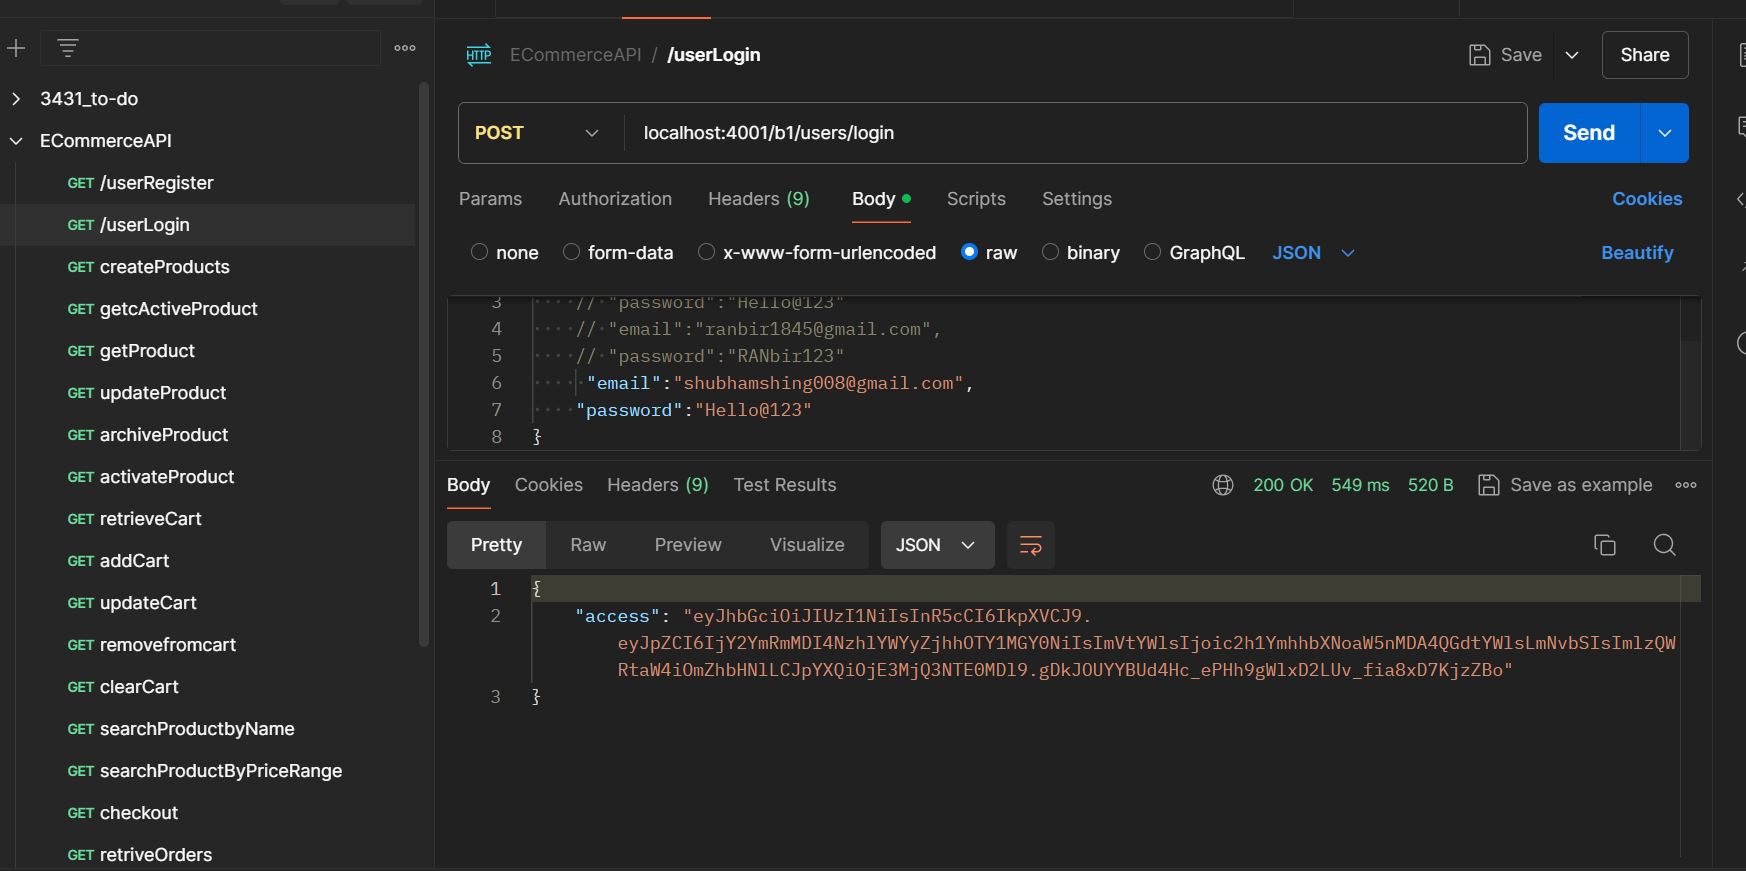 3431_to-do
ECommerceAPI
GET /userRegister
GET /userLogin
GET createProducts
GET getcActiveProduct
GET getProduct
GET updateProduct
GET archiveProduct
GET activateProduct
GET retrieveCart
GET addCart
GET updateCart
GET removefromcart
GET clearCart
GET searchProductbyName
GET searchProductByPriceRange
GET checkout
GET retriveOrders
HTTP ECommerceAPI / /userLogin
Save
Share
POST
localhost:4001/b1/users/login
Send
Params Authorization Headers (9) Body Scripts Settings
Cookies
none form-data x-www-form-urlencoded raw binary GraphQL JSON
Beautify
3 // "password":"Hello@123"
4 // "email":"ranbir1845@gmail.com",
5 // "password":"RANbir123"
6 "email":"shubhamshing008@gmail.com",
7 "password":"Hello@123"
8 }
Body Cookies Headers (9) Test Results
200 OK 549 ms 520 B Save as example
Pretty Raw Preview Visualize JSON
1 {
2 "access": "eyJhbGciOiJIUzI1NiIsInR5cCI6IkpXVCJ9.
eyJpZCI6IjY2YmRmMDI4NzhlYWYyZjhhOTY1MGY0NiIsImVtYWlsIjoic2h1YmhhbXNoaW5nMDA4QGdtYWlsLmNvbSIsImlzQW
RtaW4iOmZhbHNlLCJpYXQiOjE3MjQ3NTE0MDl9.gDkJOUYYBUd4Hc_ePHh9gWlxD2LUv_fia8xD7KjzZBo"
3 }